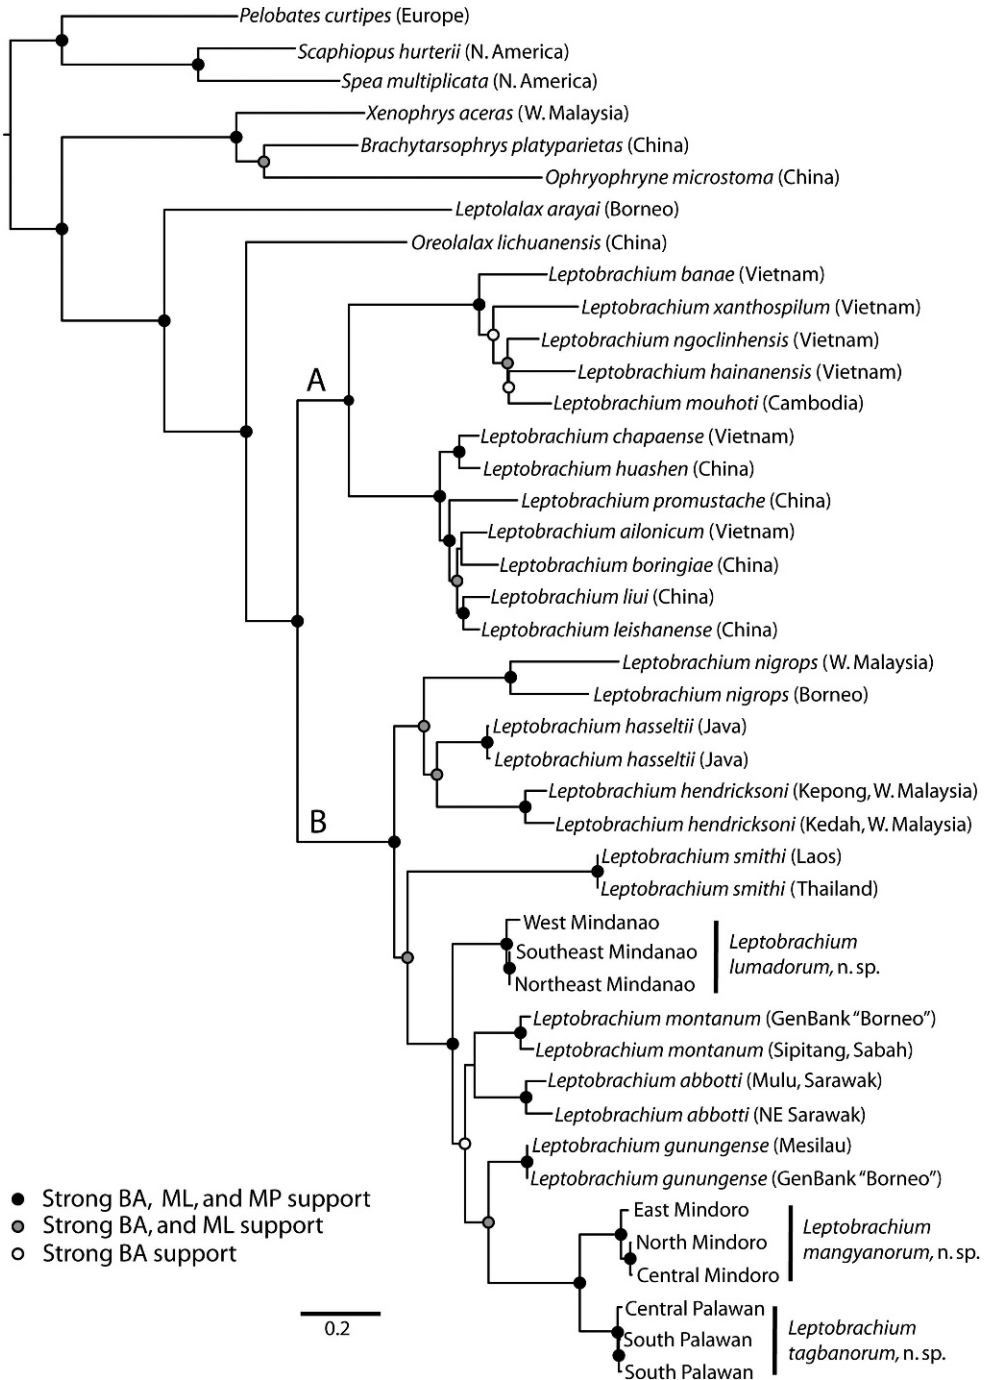 Pelobates curtipes (Europe)
Scaphiopus hurterii (N. America)
Spea multiplicata (N. America)
Xenophrys aceras (W. Malaysia)
Brachytarsophrys platyparietas (China)
Ophryophryne microstoma (China)
Leptolalax arayai (Borneo)
Oreolalax lichuanensis (China)
Leptobrachium banae (Vietnam)
Leptobrachium xanthospilum (Vietnam)
Leptobrachium ngoclinhensis (Vietnam)
A
Leptobrachium hainanensis (Vietnam)
Leptobrachium mouhoti (Cambodia)
Leptobrachium chapaense (Vietnam)
Leptobrachium huashen (China)
Leptobrachium promustache (China)
Leptobrachium ailonicum (Vietnam)
Leptobrachium boringiae (China)
Leptobrachium liui (China)
Leptobrachium leishanense (China)
Leptobrachium nigrops (W. Malaysia)
Leptobrachium nigrops (Borneo)
Leptobrachium hasseltii (Java)
Leptobrachium hasseltii (Java)
Leptobrachium hendricksoni (Kepong, W. Malaysia)
B
Leptobrachium hendricksoni (Kedah, W. Malaysia)
Leptobrachium smithi (Laos)
Leptobrachium smithi (Thailand)
West Mindanao
Southeast Mindanao
Northeast Mindanao
Leptobrachium
lumadorum, n. sp.
Leptobrachium montanum (GenBank “Borneo”)
Leptobrachium montanum (Sipitang, Sabah)
Leptobrachium abbotti (Mulu, Sarawak)
Leptobrachium abbotti (NE Sarawak)
Leptobrachium gunungense (Mesilau)
Leptobrachium gunungense (GenBank “Borneo”)
East Mindoro
North Mindoro
Central Mindoro
Leptobrachium
mangyanorum, n. sp.
Central Palawan
South Palawan
South Palawan
Leptobrachium
tagbanorum, n. sp.
Strong BA, ML, and MP support
Strong BA, and ML support
Strong BA support
0.2